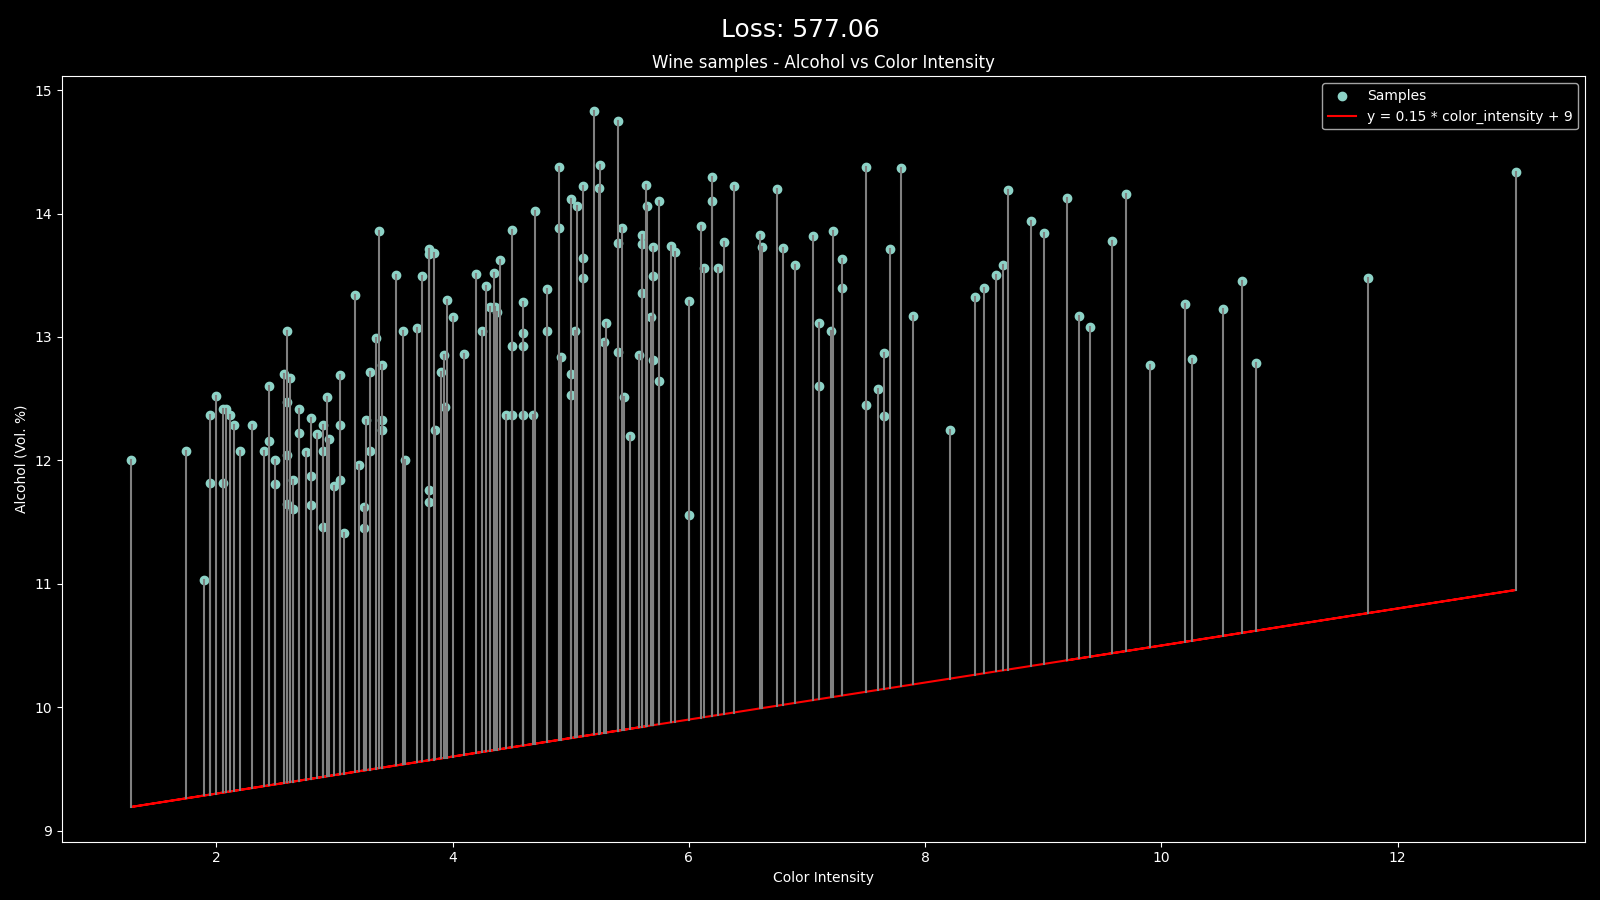 Loss: 577.06
Wine samples - Alcohol vs Color Intensity
Samples
y = 0.15 * color_intensity + 9
Alcohol (Vol. %)
15
14
13
12
11
10
9
2
4
6
8
10
12
Color Intensity